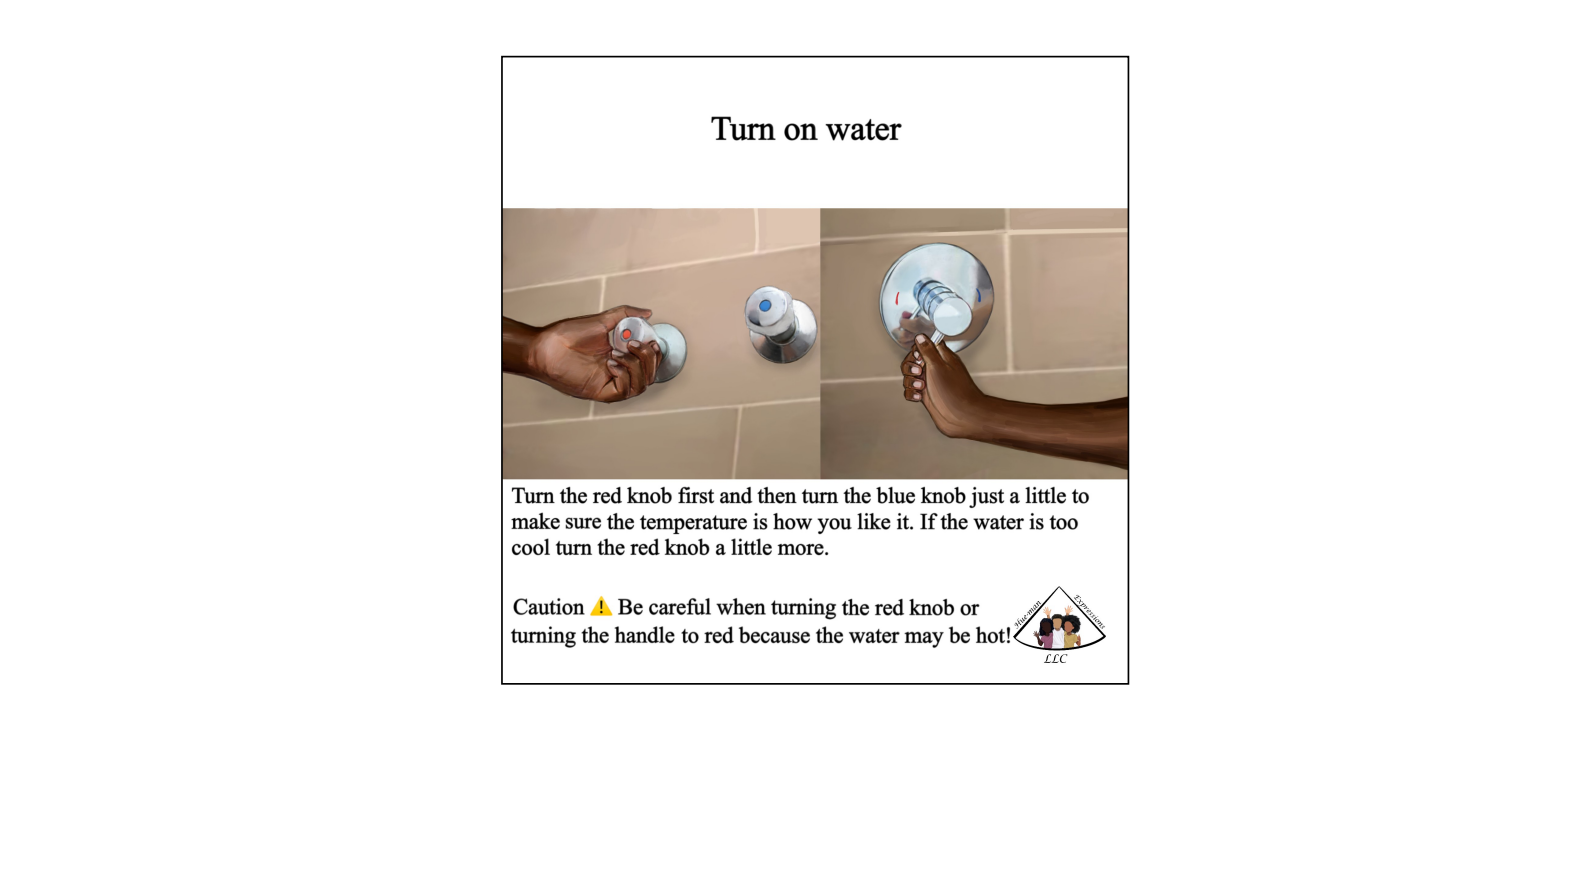 Turn on water
Turn the red knob first and then turn the blue knob just a little to
make sure the temperature is how you like it. If the water is too
cool turn the red knob a little more.
Caution ⚠️ Be careful when turning the red knob or
turning the handle to red because the water may be hot!
Hue-man Expressions
LLC